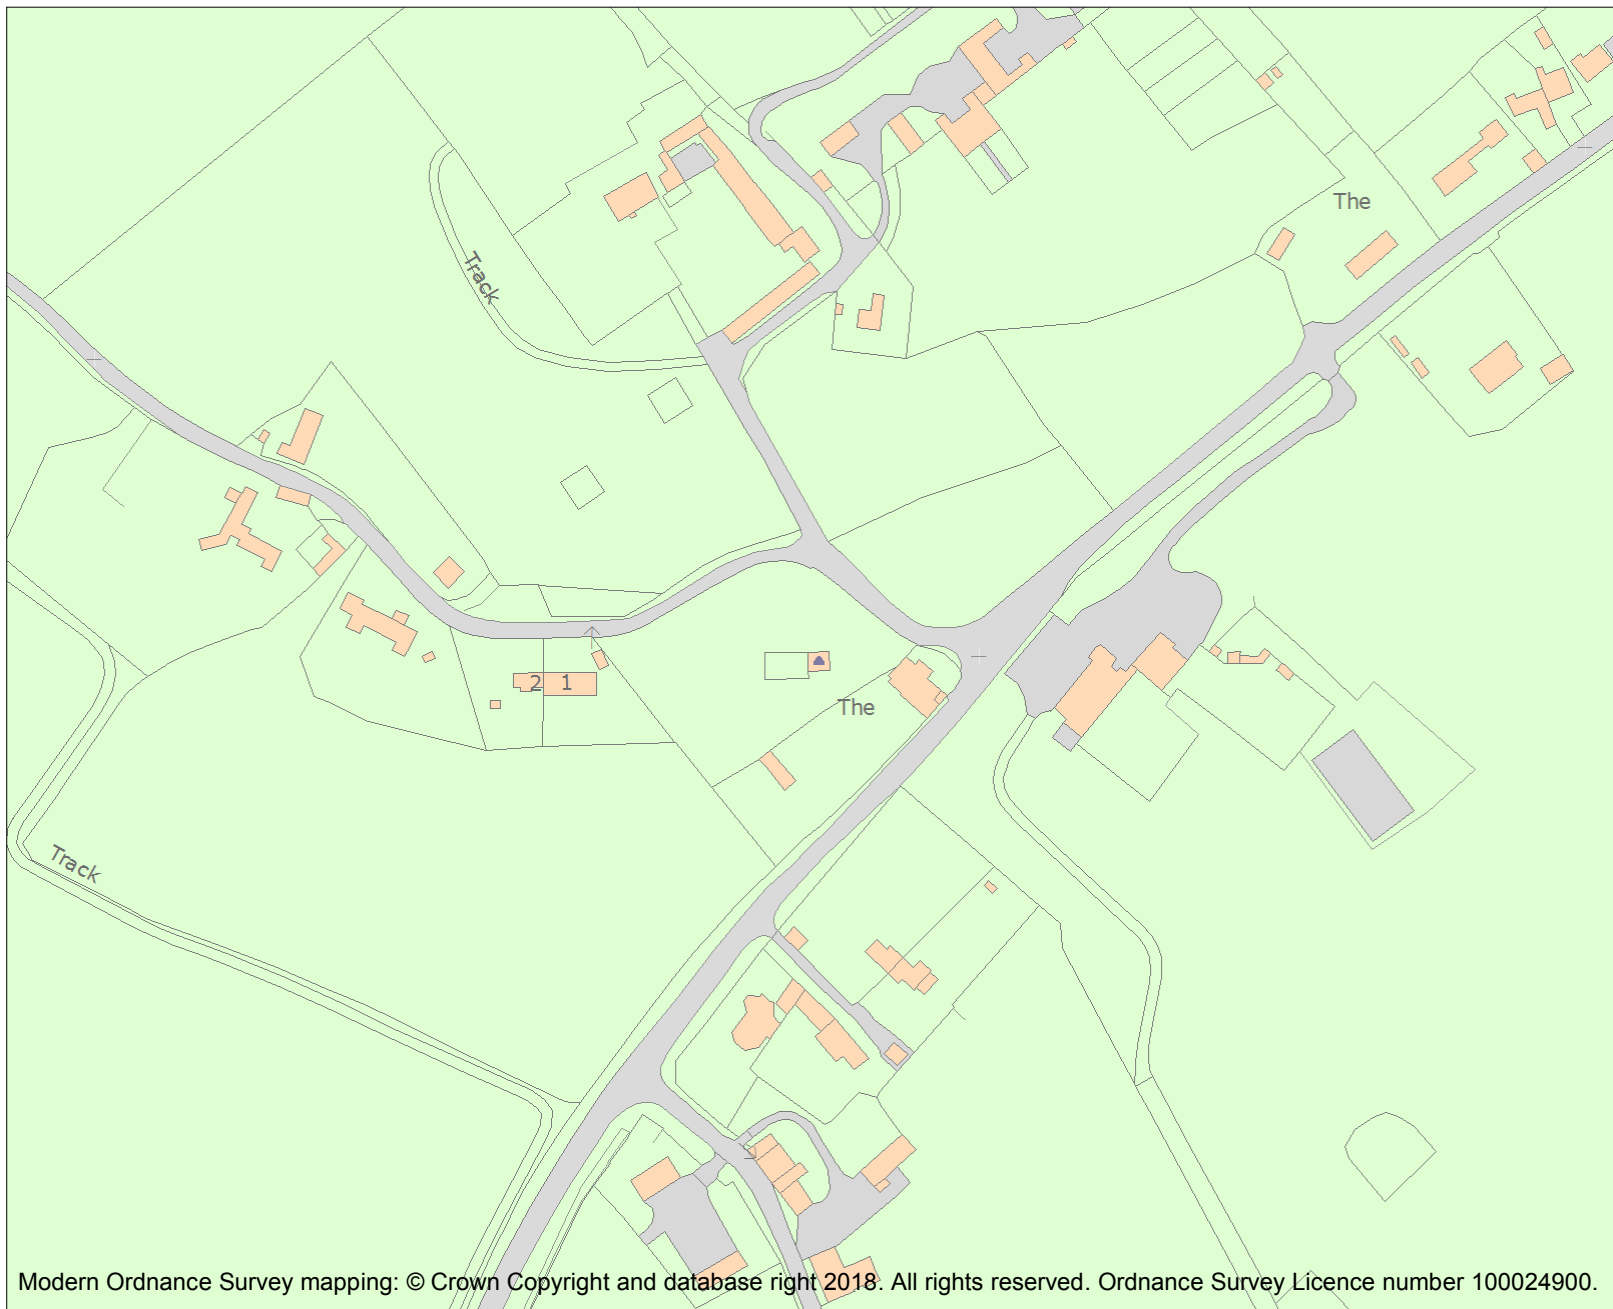 The
Track
2 1
The
Track
Modern Ordnance Survey mapping: © Crown Copyright and database right 2018. All rights reserved. Ordnance Survey Licence number 100024900.